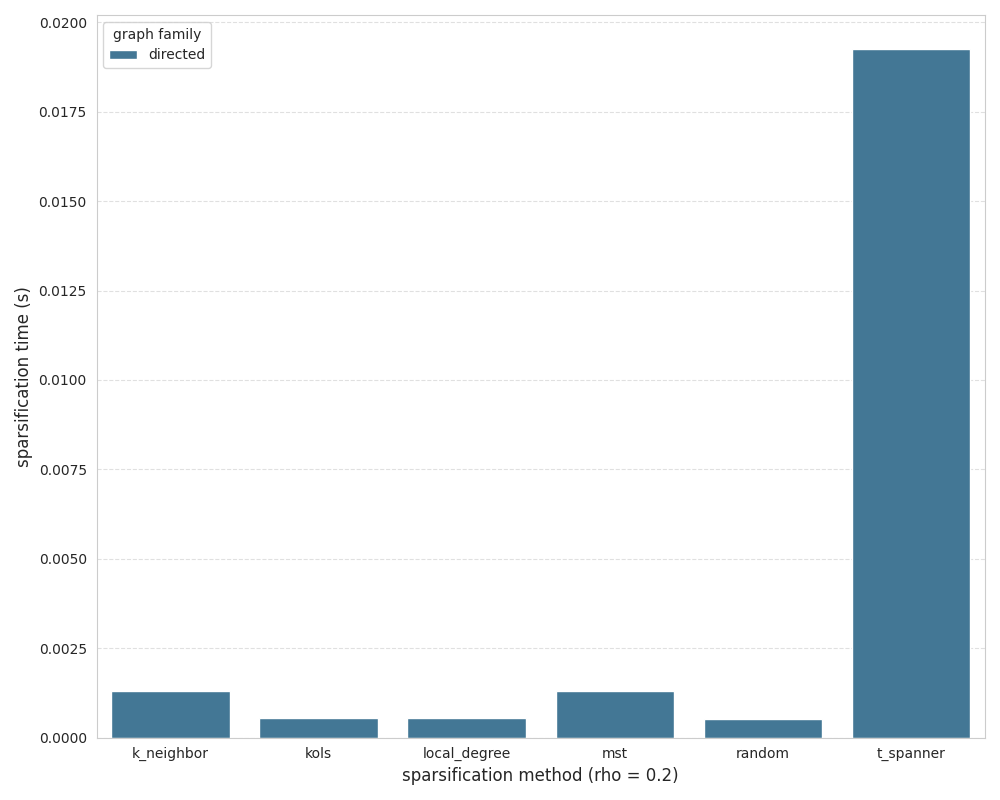 graph family
directed
0.0200
0.0175
0.0150
0.0125
0.0100
0.0075
0.0050
0.0025
0.0000
sparsification time (s)
k_neighbor kols local_degree mst random t_spanner
sparsification method (rho = 0.2)